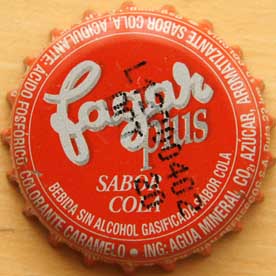 fagar
plus
SABOR
COLA
BEBIDA SIN ALCOHOL GASIFICADA SABOR COLA
ING: AGUA MINERAL, CO₂, AZUCAR, AROMATIZANTE SABOR COLA, ACIDULANTE: ÁCIDO FOSFORICO, COLORANTE CARAMELO •